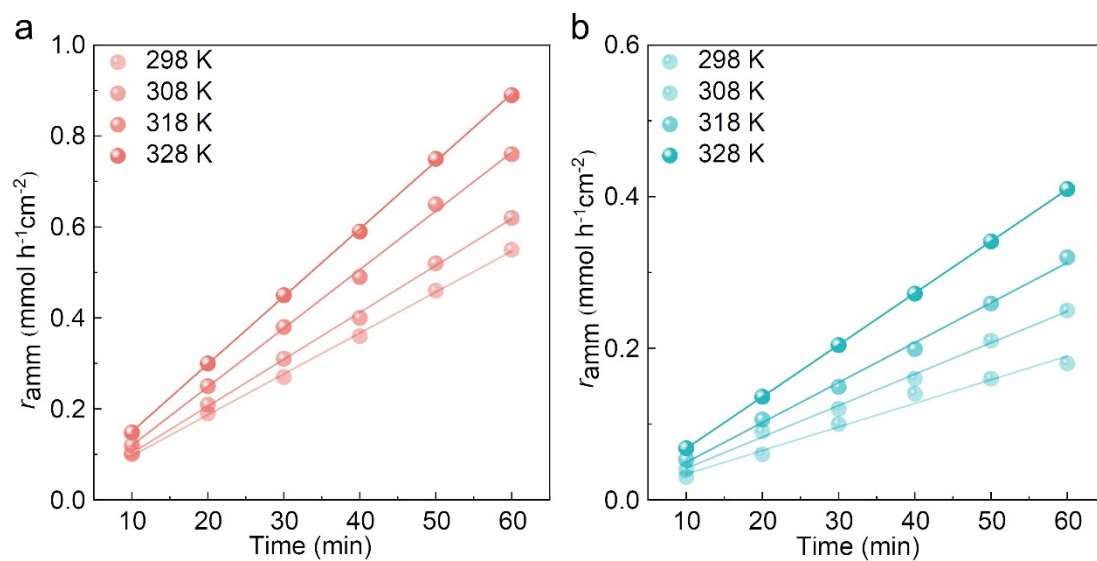 a
1.0
0.8
0.6
0.4
0.2
0.0
r_amm (mmol h⁻¹cm⁻²)
298 K
308 K
318 K
328 K
10 20 30 40 50 60
Time (min)
b
0.6
0.4
0.2
0.0
r_amm (mmol h⁻¹cm⁻²)
298 K
308 K
318 K
328 K
10 20 30 40 50 60
Time (min)